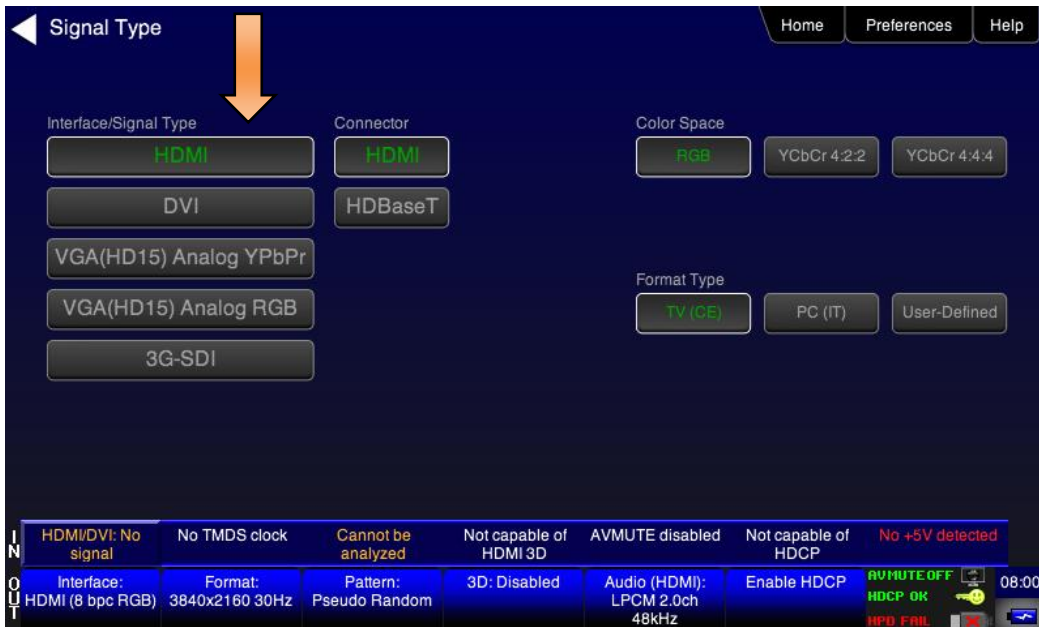 Signal Type
Home
Preferences
Help
Interface/Signal Type
Connector
Color Space
HDMI
HDMI
RGB
YCbCr 4:2:2
YCbCr 4:4:4
DVI
HDBaseT
VGA(HD15) Analog YPbPr
Format Type
VGA(HD15) Analog RGB
TV (CE)
PC (IT)
User-Defined
3G-SDI
IN
HDMI/DVI: No
signal
No TMDS clock
Cannot be
analyzed
Not capable of
HDMI 3D
AVMUTE disabled
Not capable of
HDCP
No +5V detected
OUT
Interface:
HDMI (8 bpc RGB)
Format:
3840x2160 30Hz
Pattern:
Pseudo Random
3D: Disabled
Audio (HDMI):
LPCM 2.0ch
48kHz
Enable HDCP
AVMUTE OFF
HDCP OK
HPD FAIL
08:00